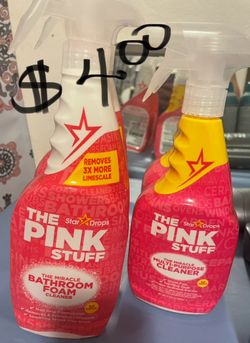 $4.00
REMOVES
3X MORE
LIMESCALE
Star Drops
THE
PINK
STUFF
THE MIRACLE
BATHROOM
FOAM
CLEANER
Star Drops
THE
PINK
STUFF
THE MIRACLE
MULTI-PURPOSE
CLEANER